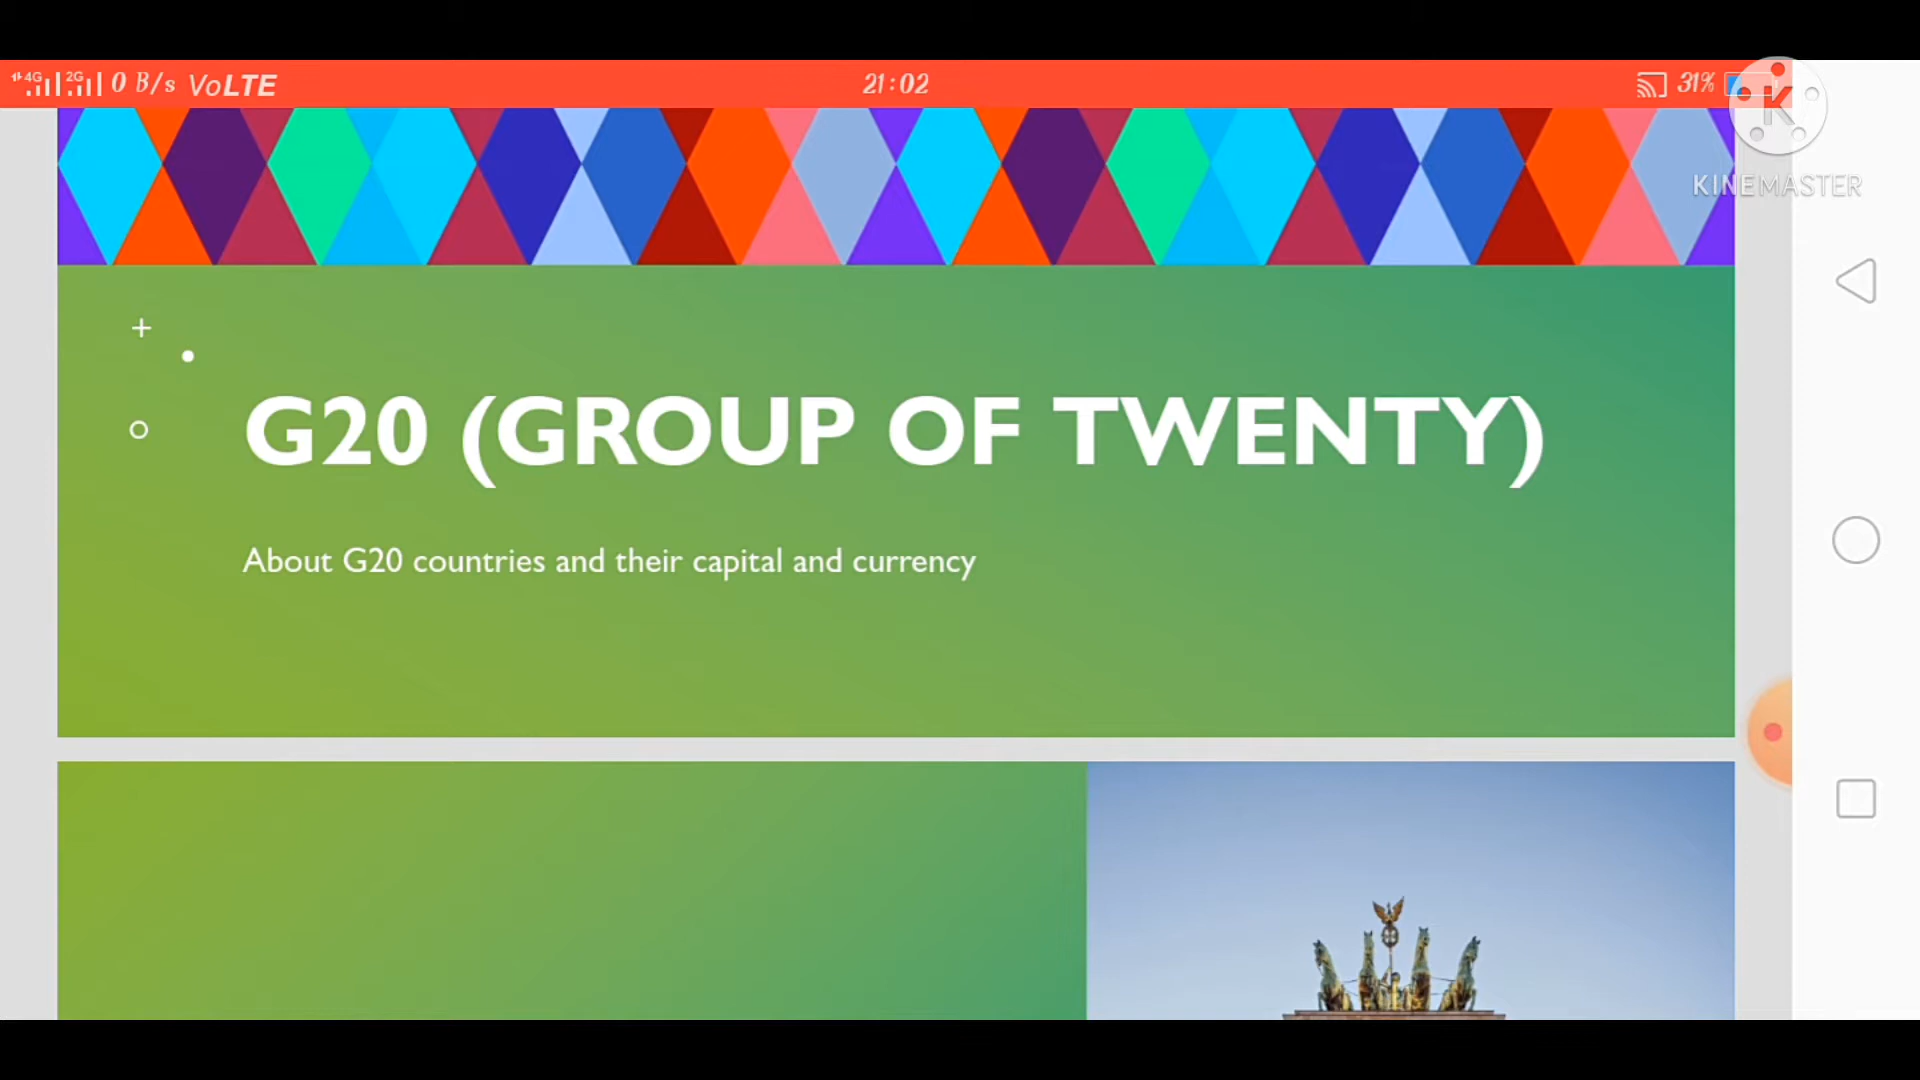 4G 2G 0 B/s VoLTE 21:02 31%
K
KINEMASTER
G20 (GROUP OF TWENTY)
About G20 countries and their capital and currency